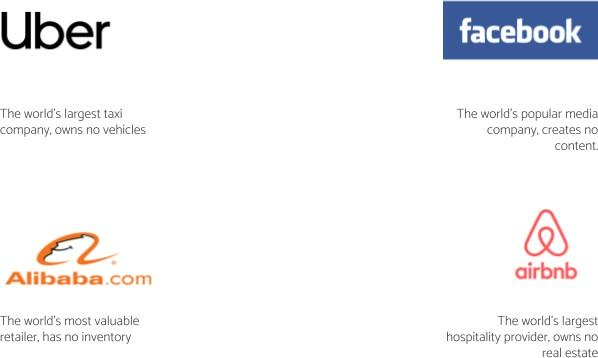 Uber
facebook
The world's largest taxi
company, owns no vehicles
The world's popular media
company, creates no
content.
Alibaba.com
airbnb
The world's most valuable
retailer, has no inventory
The world's largest
hospitality provider, owns no
real estate